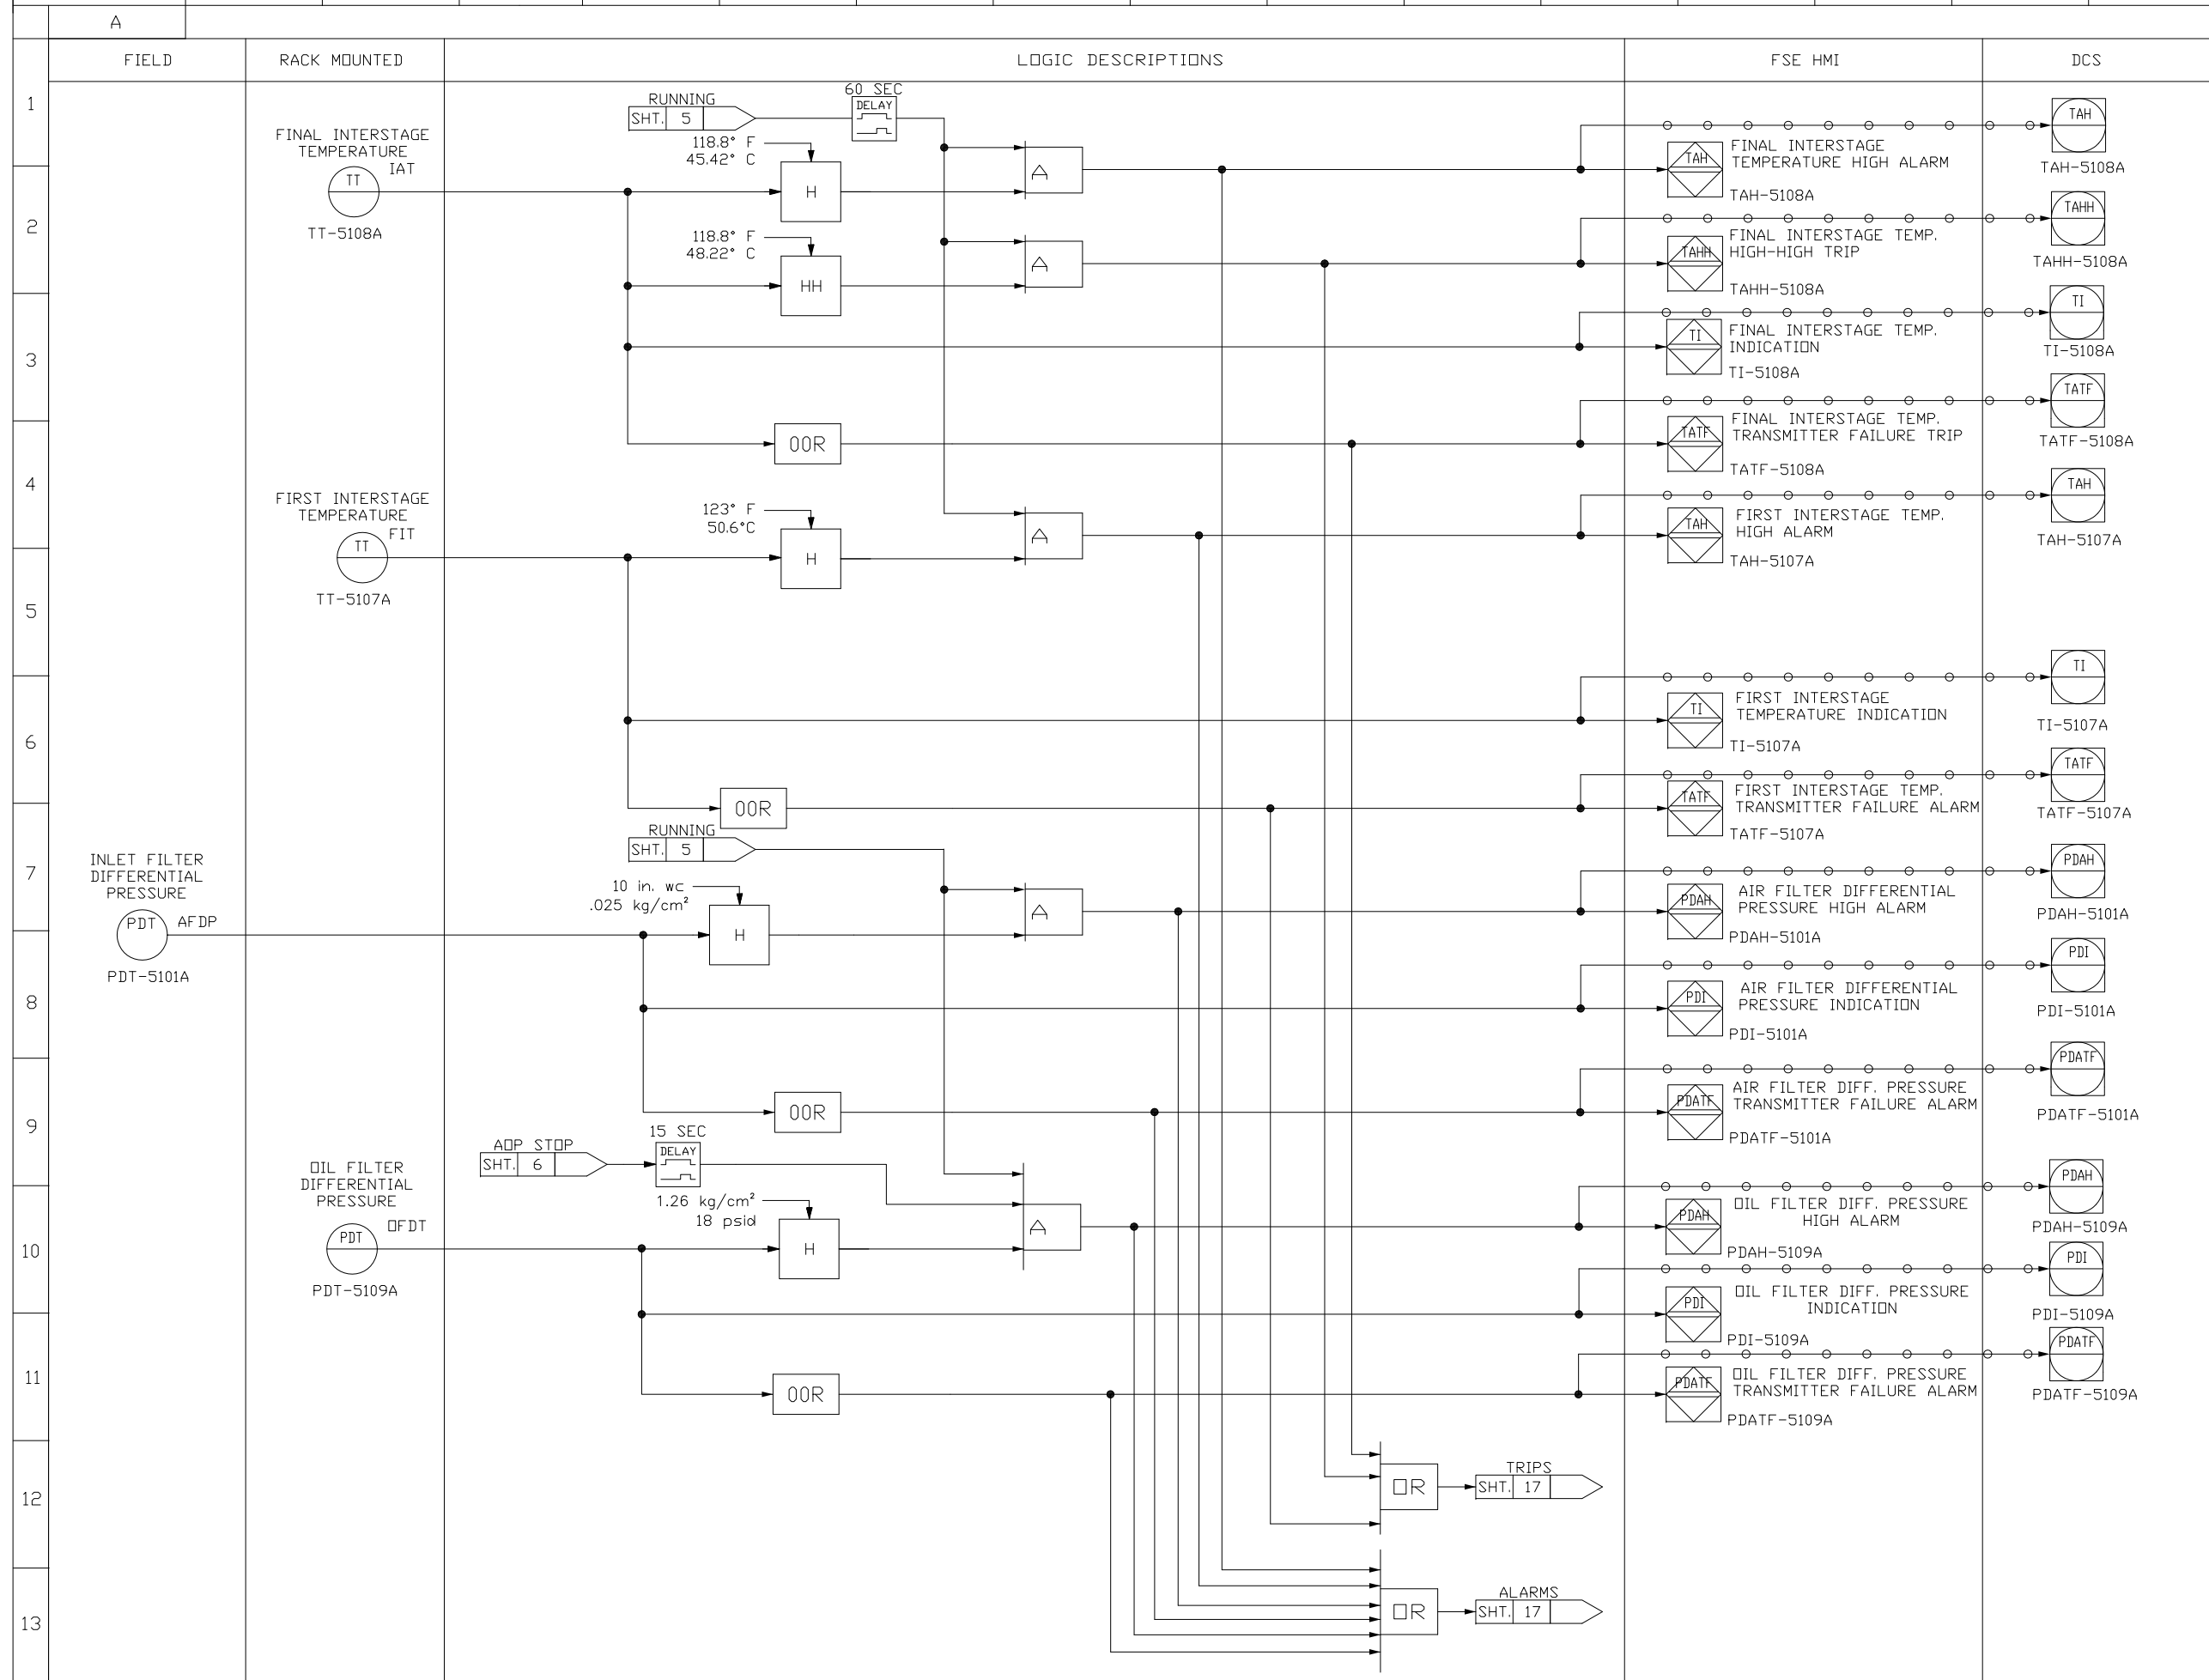 A
FIELD
RACK MOUNTED
LOGIC DESCRIPTIONS
FSE HMI
DCS
1
RUNNING
SHT. 5
60 SEC
DELAY
FINAL INTERSTAGE
TEMPERATURE
IAT
TT
TT-5108A
118.8° F
45.42° C
H
A
TAH
FINAL INTERSTAGE
TEMPERATURE HIGH ALARM
TAH-5108A
TAH
TAH-5108A
2
118.8° F
48.22° C
HH
A
TAHH
FINAL INTERSTAGE TEMP.
HIGH-HIGH TRIP
TAHH-5108A
TAHH
TAHH-5108A
3
TI
FINAL INTERSTAGE TEMP.
INDICATION
TI-5108A
TI
TI-5108A
OOR
TATF
FINAL INTERSTAGE TEMP.
TRANSMITTER FAILURE TRIP
TATF-5108A
TATF
TATF-5108A
4
FIRST INTERSTAGE
TEMPERATURE
FIT
TT
TT-5107A
123° F
50.6°C
H
A
TAH
FIRST INTERSTAGE TEMP.
HIGH ALARM
TAH-5107A
TAH
TAH-5107A
5
6
TI
FIRST INTERSTAGE
TEMPERATURE INDICATION
TI-5107A
TI
TI-5107A
OOR
TATF
FIRST INTERSTAGE TEMP.
TRANSMITTER FAILURE ALARM
TATF-5107A
TATF
TATF-5107A
7
RUNNING
SHT. 5
INLET FILTER
DIFFERENTIAL
PRESSURE
PDT
AFDP
PDT-5101A
10 in. wc
.025 kg/cm²
H
A
PDAH
AIR FILTER DIFFERENTIAL
PRESSURE HIGH ALARM
PDAH-5101A
PDAH
PDAH-5101A
8
PDI
AIR FILTER DIFFERENTIAL
PRESSURE INDICATION
PDI-5101A
PDI
PDI-5101A
9
OOR
PDATF
AIR FILTER DIFF. PRESSURE
TRANSMITTER FAILURE ALARM
PDATF-5101A
PDATF
PDATF-5101A
AOP STOP
SHT. 6
15 SEC
DELAY
10
OIL FILTER
DIFFERENTIAL
PRESSURE
OFDT
PDT
PDT-5109A
1.26 kg/cm²
18 psid
H
A
PDAH
OIL FILTER DIFF. PRESSURE
HIGH ALARM
PDAH-5109A
PDAH
PDAH-5109A
PDI
OIL FILTER DIFF. PRESSURE
INDICATION
PDI-5109A
PDI
PDI-5109A
11
OOR
PDATF
OIL FILTER DIFF. PRESSURE
TRANSMITTER FAILURE ALARM
PDATF-5109A
PDATF
PDATF-5109A
12
OR
TRIPS
SHT. 17
13
OR
ALARMS
SHT. 17